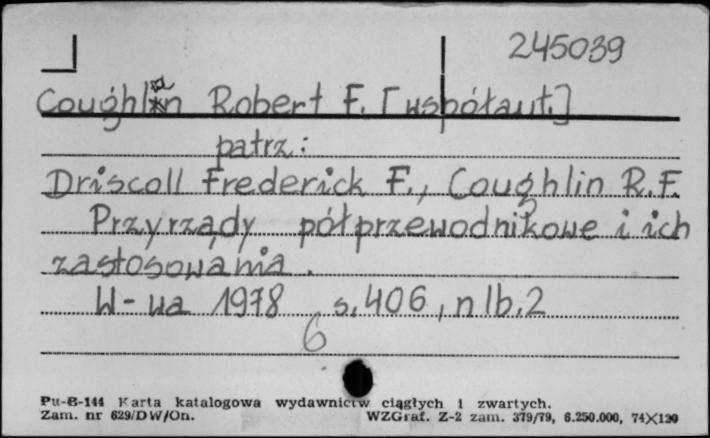 245039
Coughlin Robert F. [współaut.]
patrz:
Driscoll Frederick F., Coughlin R.F.
Przyrządy półprzewodnikowe i ich
zastosowania.
W-wa 1978 s.406, nlb.2
6
Pu-B-144 Karta katalogowa wydawnictw ciągłych i zwartych.
Zam. nr 629/DW/On. WZGraf. Z-2 zam. 379/79, 6.250.000, 74×120